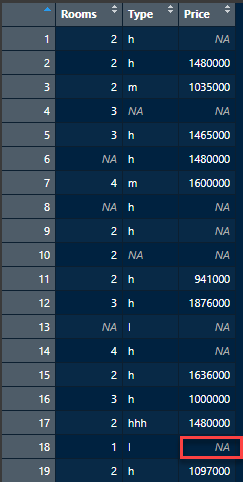 Rooms Type Price
1 2 h NA
2 2 h 1480000
3 2 m 1035000
4 3 NA NA
5 3 h 1465000
6 NA h 1480000
7 4 m 1600000
8 NA h NA
9 2 h NA
10 2 NA NA
11 2 h 941000
12 3 h 1876000
13 NA l NA
14 4 h NA
15 2 h 1636000
16 3 h 1000000
17 2 hhh 1480000
18 1 l NA
19 2 h 1097000